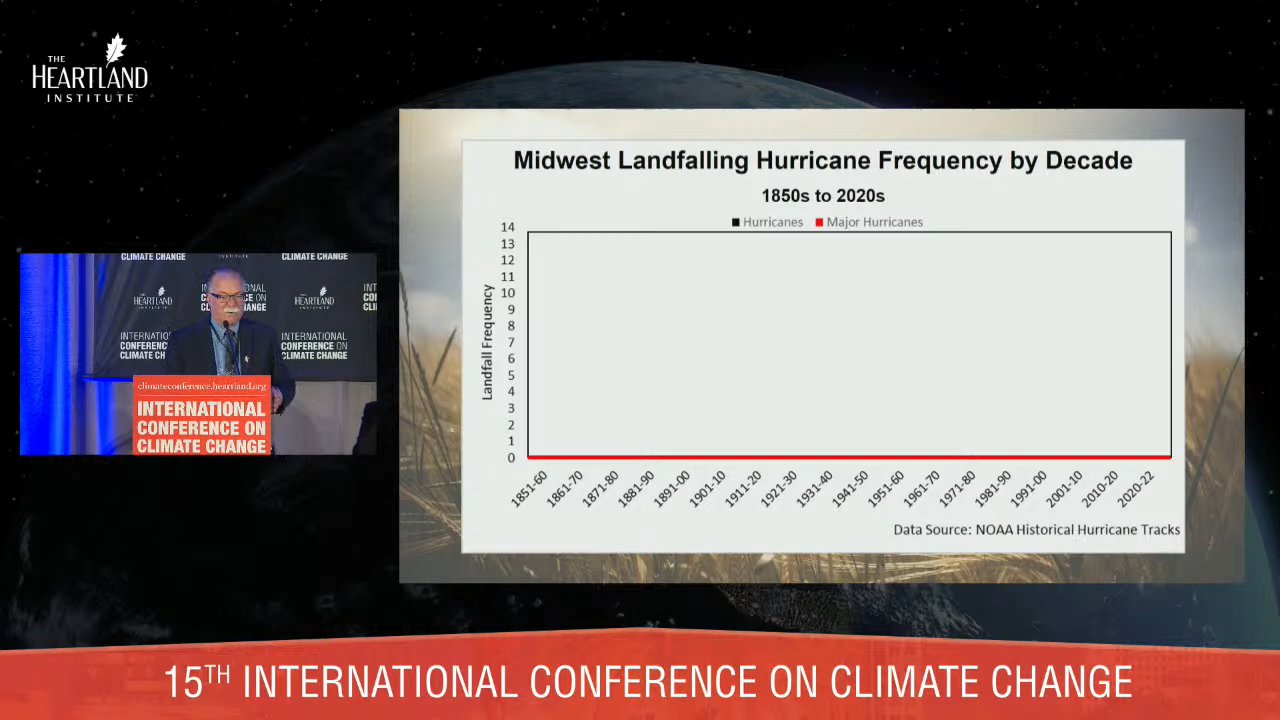 THE
HEARTLAND
INSTITUTE
Midwest Landfalling Hurricane Frequency by Decade
1850s to 2020s
Hurricanes
Major Hurricanes
14
13
12
11
10
9
8
7
6
5
4
3
2
1
0
Landfall Frequency
1851-60
1861-70
1871-80
1881-90
1891-00
1901-10
1911-20
1921-30
1931-40
1941-50
1951-60
1961-70
1971-80
1981-90
1991-00
2001-10
2010-20
2020-22
Data Source: NOAA Historical Hurricane Tracks
CLIMATE CHANGE
CLIMATE CHANGE
HEARTLAND
INSTITUTE
HEARTLAND
INSTITUTE
INTERNATIONAL
CONFERENCE ON
CLIMATE CHANGE
climateconference.heartland.org
INTERNATIONAL
CONFERENCE ON
CLIMATE CHANGE
15TH INTERNATIONAL CONFERENCE ON CLIMATE CHANGE